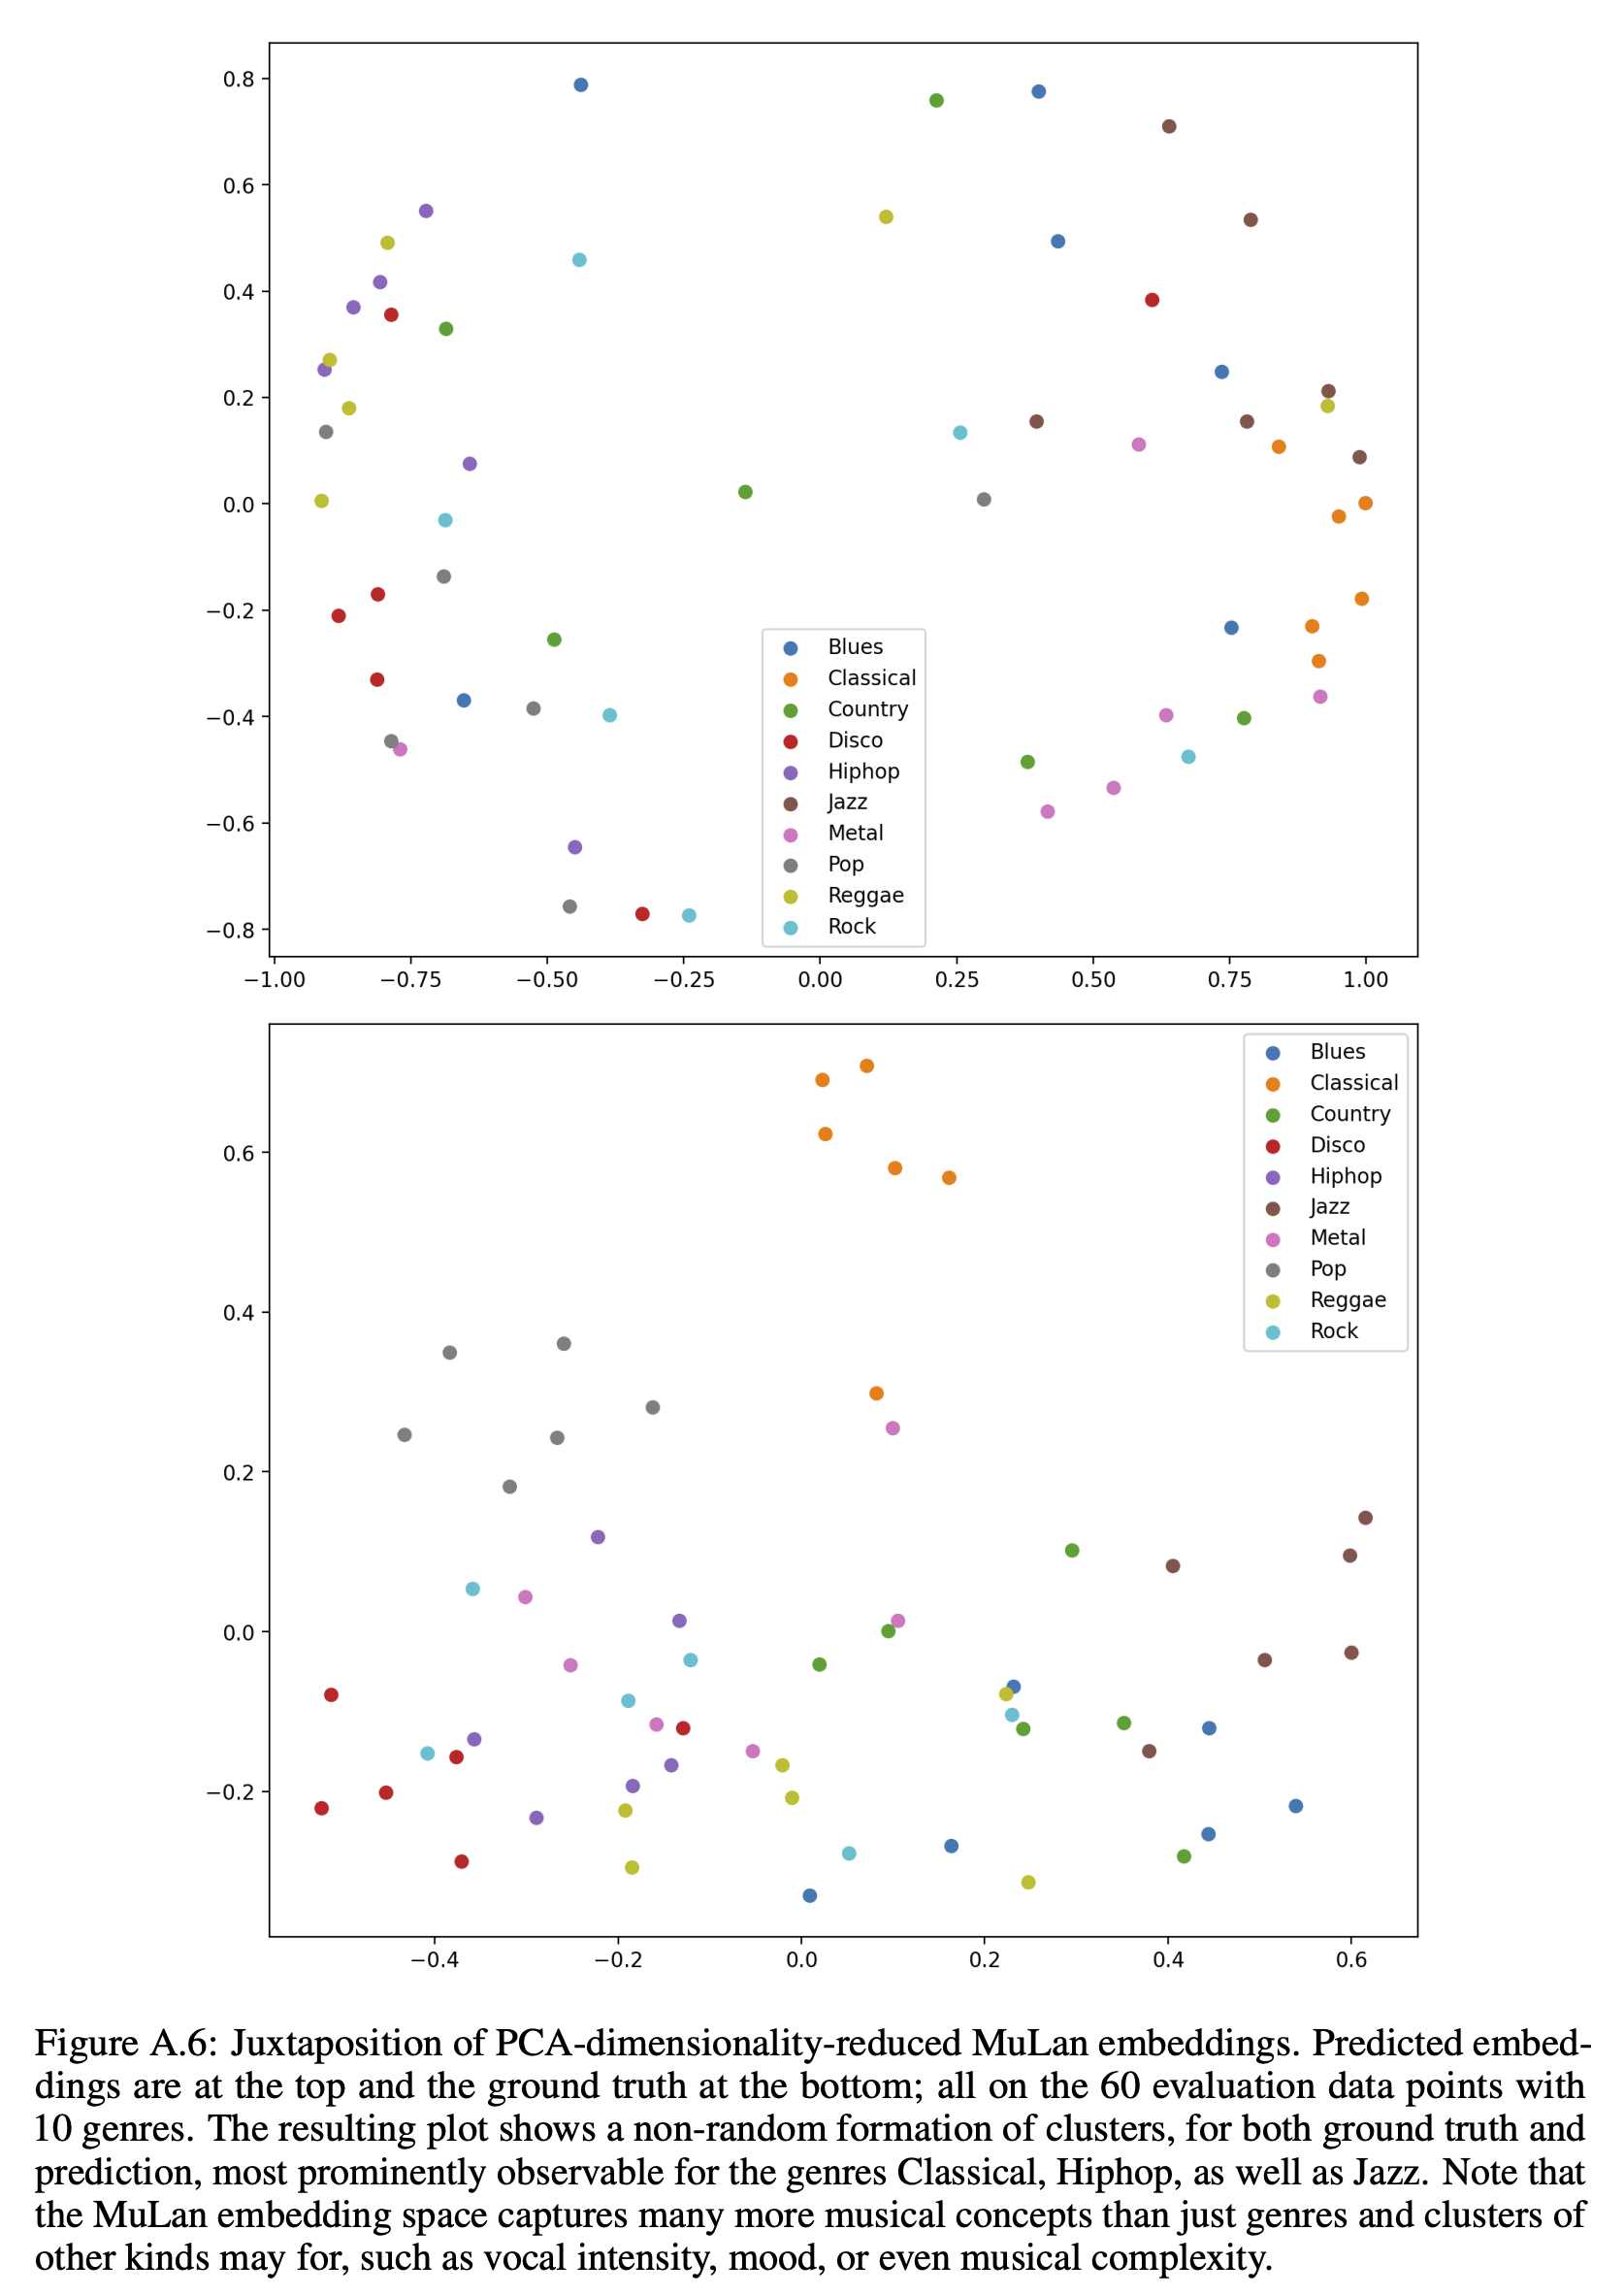 0.8
0.6
0.4
0.2
0.0
−0.2
−0.4
−0.6
−0.8
Blues
Classical
Country
Disco
Hiphop
Jazz
Metal
Pop
Reggae
Rock
−1.00 −0.75 −0.50 −0.25 0.00 0.25 0.50 0.75 1.00
Blues
Classical
Country
Disco
Hiphop
Jazz
Metal
Pop
Reggae
Rock
0.6
0.4
0.2
0.0
−0.2
−0.4 −0.2 0.0 0.2 0.4 0.6
Figure A.6: Juxtaposition of PCA-dimensionality-reduced MuLan embeddings. Predicted embed-
dings are at the top and the ground truth at the bottom; all on the 60 evaluation data points with
10 genres. The resulting plot shows a non-random formation of clusters, for both ground truth and
prediction, most prominently observable for the genres Classical, Hiphop, as well as Jazz. Note that
the MuLan embedding space captures many more musical concepts than just genres and clusters of
other kinds may for, such as vocal intensity, mood, or even musical complexity.